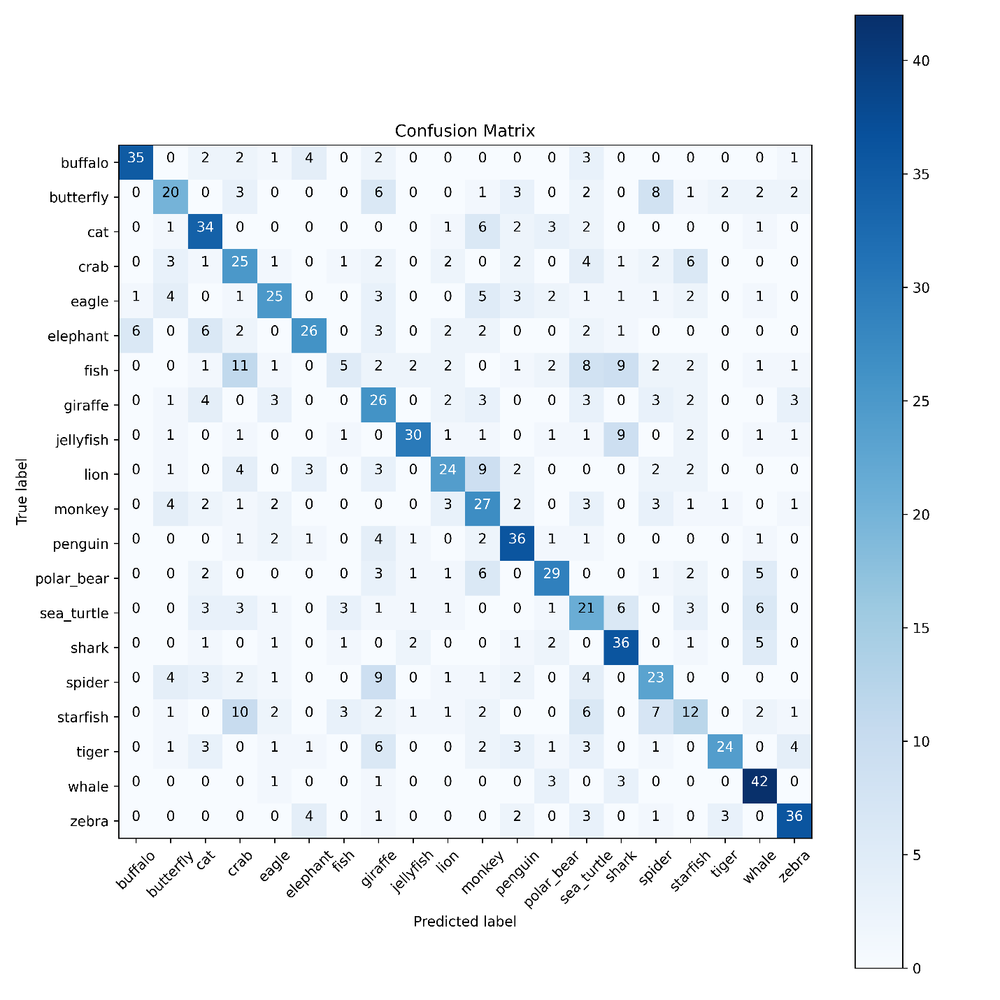 Confusion Matrix
buffalo 35 0 2 2 1 4 0 2 0 0 0 0 0 3 0 0 0 0 0 1
butterfly 0 20 0 3 0 0 0 6 0 0 1 3 0 2 0 8 1 2 2 2
cat 0 1 34 0 0 0 0 0 0 1 6 2 3 2 0 0 0 0 1 0
crab 0 3 1 25 1 0 1 2 0 2 0 2 0 4 1 2 6 0 0 0
eagle 1 4 0 1 25 0 0 3 0 0 5 3 2 1 1 1 2 0 1 0
elephant 6 0 6 2 0 26 0 3 0 2 2 0 0 2 1 0 0 0 0 0
fish 0 0 1 11 1 0 5 2 2 2 0 1 2 8 9 2 2 0 1 1
giraffe 0 1 4 0 3 0 0 26 0 2 3 0 0 3 0 3 2 0 0 3
jellyfish 0 1 0 1 0 0 1 0 30 1 1 0 1 1 9 0 2 0 1 1
lion 0 1 0 4 0 3 0 3 0 24 9 2 0 0 0 2 2 0 0 0
monkey 0 4 2 1 2 0 0 0 0 3 27 2 0 3 0 3 1 1 0 1
penguin 0 0 0 1 2 1 0 4 1 0 2 36 1 1 0 0 0 0 1 0
polar_bear 0 0 2 0 0 0 0 3 1 1 6 0 29 0 0 1 2 0 5 0
sea_turtle 0 0 3 3 1 0 3 1 1 1 0 0 1 21 6 0 3 0 6 0
shark 0 0 1 0 1 0 1 0 2 0 0 1 2 0 36 0 1 0 5 0
spider 0 4 3 2 1 0 0 9 0 1 1 2 0 4 0 23 0 0 0 0
starfish 0 1 0 10 2 0 3 2 1 1 2 0 0 6 0 7 12 0 2 1
tiger 0 1 3 0 1 1 0 6 0 0 2 3 1 3 0 1 0 24 0 4
whale 0 0 0 0 1 0 0 1 0 0 0 0 3 0 3 0 0 0 42 0
zebra 0 0 0 0 0 4 0 1 0 0 0 2 0 3 0 1 0 3 0 36
buffalo butterfly cat crab eagle elephant fish giraffe jellyfish lion monkey penguin polar_bear sea_turtle shark spider starfish tiger whale zebra
Predicted label
True label
40
35
30
25
20
15
10
5
0